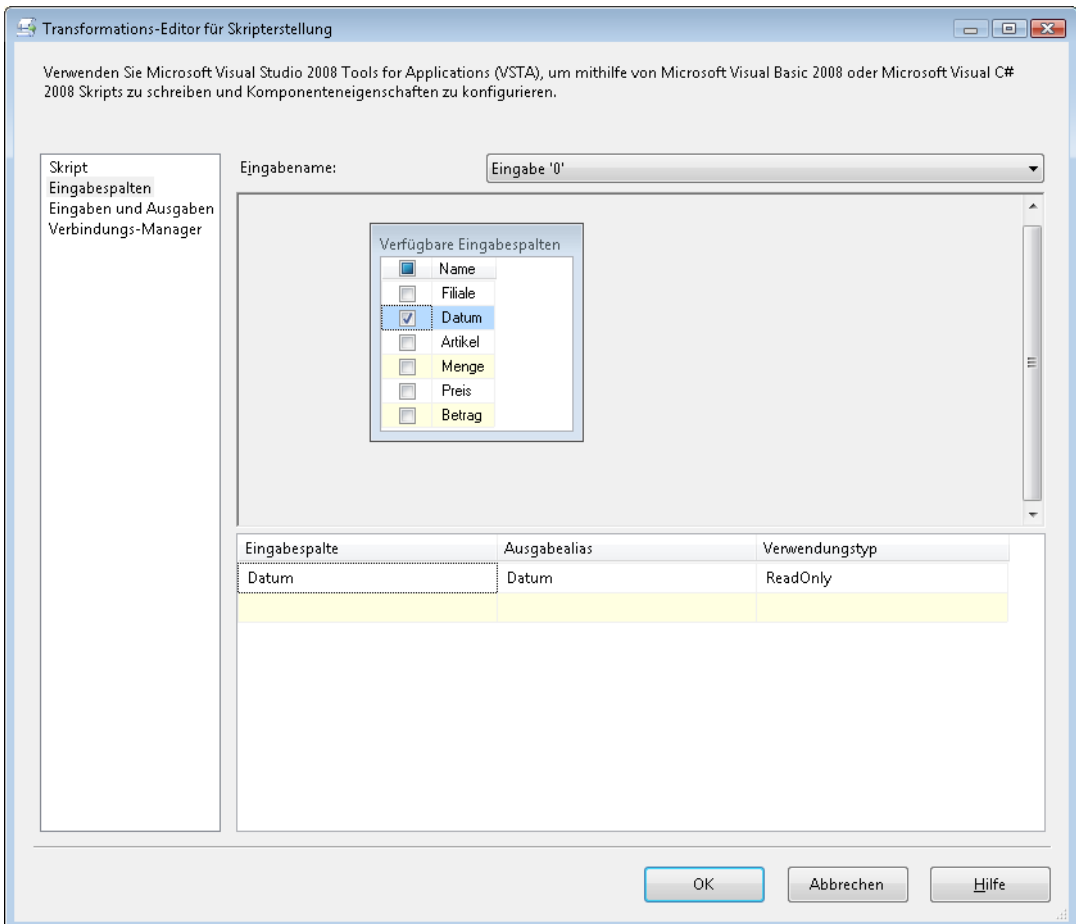 Transformations-Editor für Skripterstellung
Verwenden Sie Microsoft Visual Studio 2008 Tools for Applications (VSTA), um mithilfe von Microsoft Visual Basic 2008 oder Microsoft Visual C#
2008 Skripts zu schreiben und Komponenteneigenschaften zu konfigurieren.
Skript
Eingabespalten
Eingaben und Ausgaben
Verbindungs-Manager
Eingabename: Eingabe '0'
Verfügbare Eingabespalten
Name
Filiale
Datum
Artikel
Menge
Preis
Betrag
Eingabespalte Ausgabealias Verwendungstyp
Datum Datum ReadOnly
OK Abbrechen Hilfe